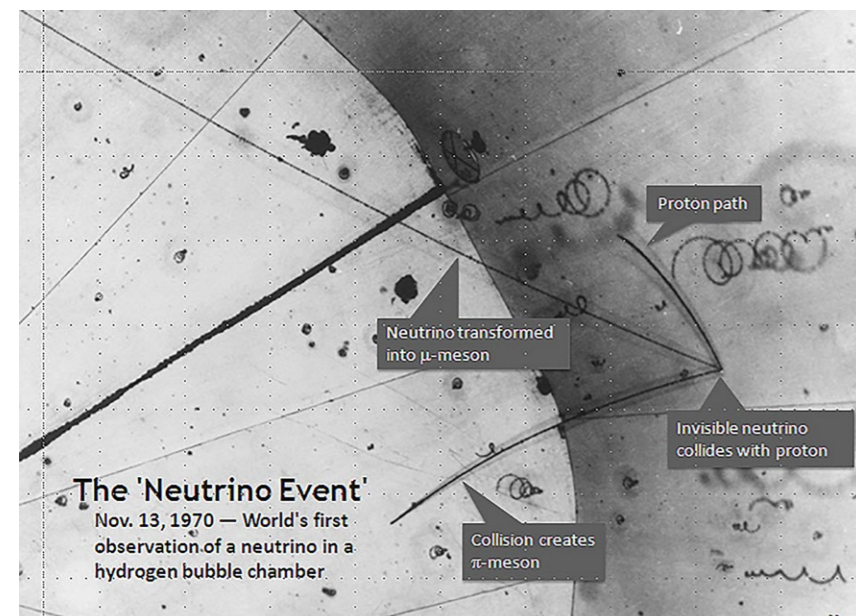 Proton path
Neutrino transformed
into μ-meson
Invisible neutrino
collides with proton
The 'Neutrino Event'
Nov. 13, 1970 — World's first
observation of a neutrino in a
hydrogen bubble chamber
Collision creates
π-meson